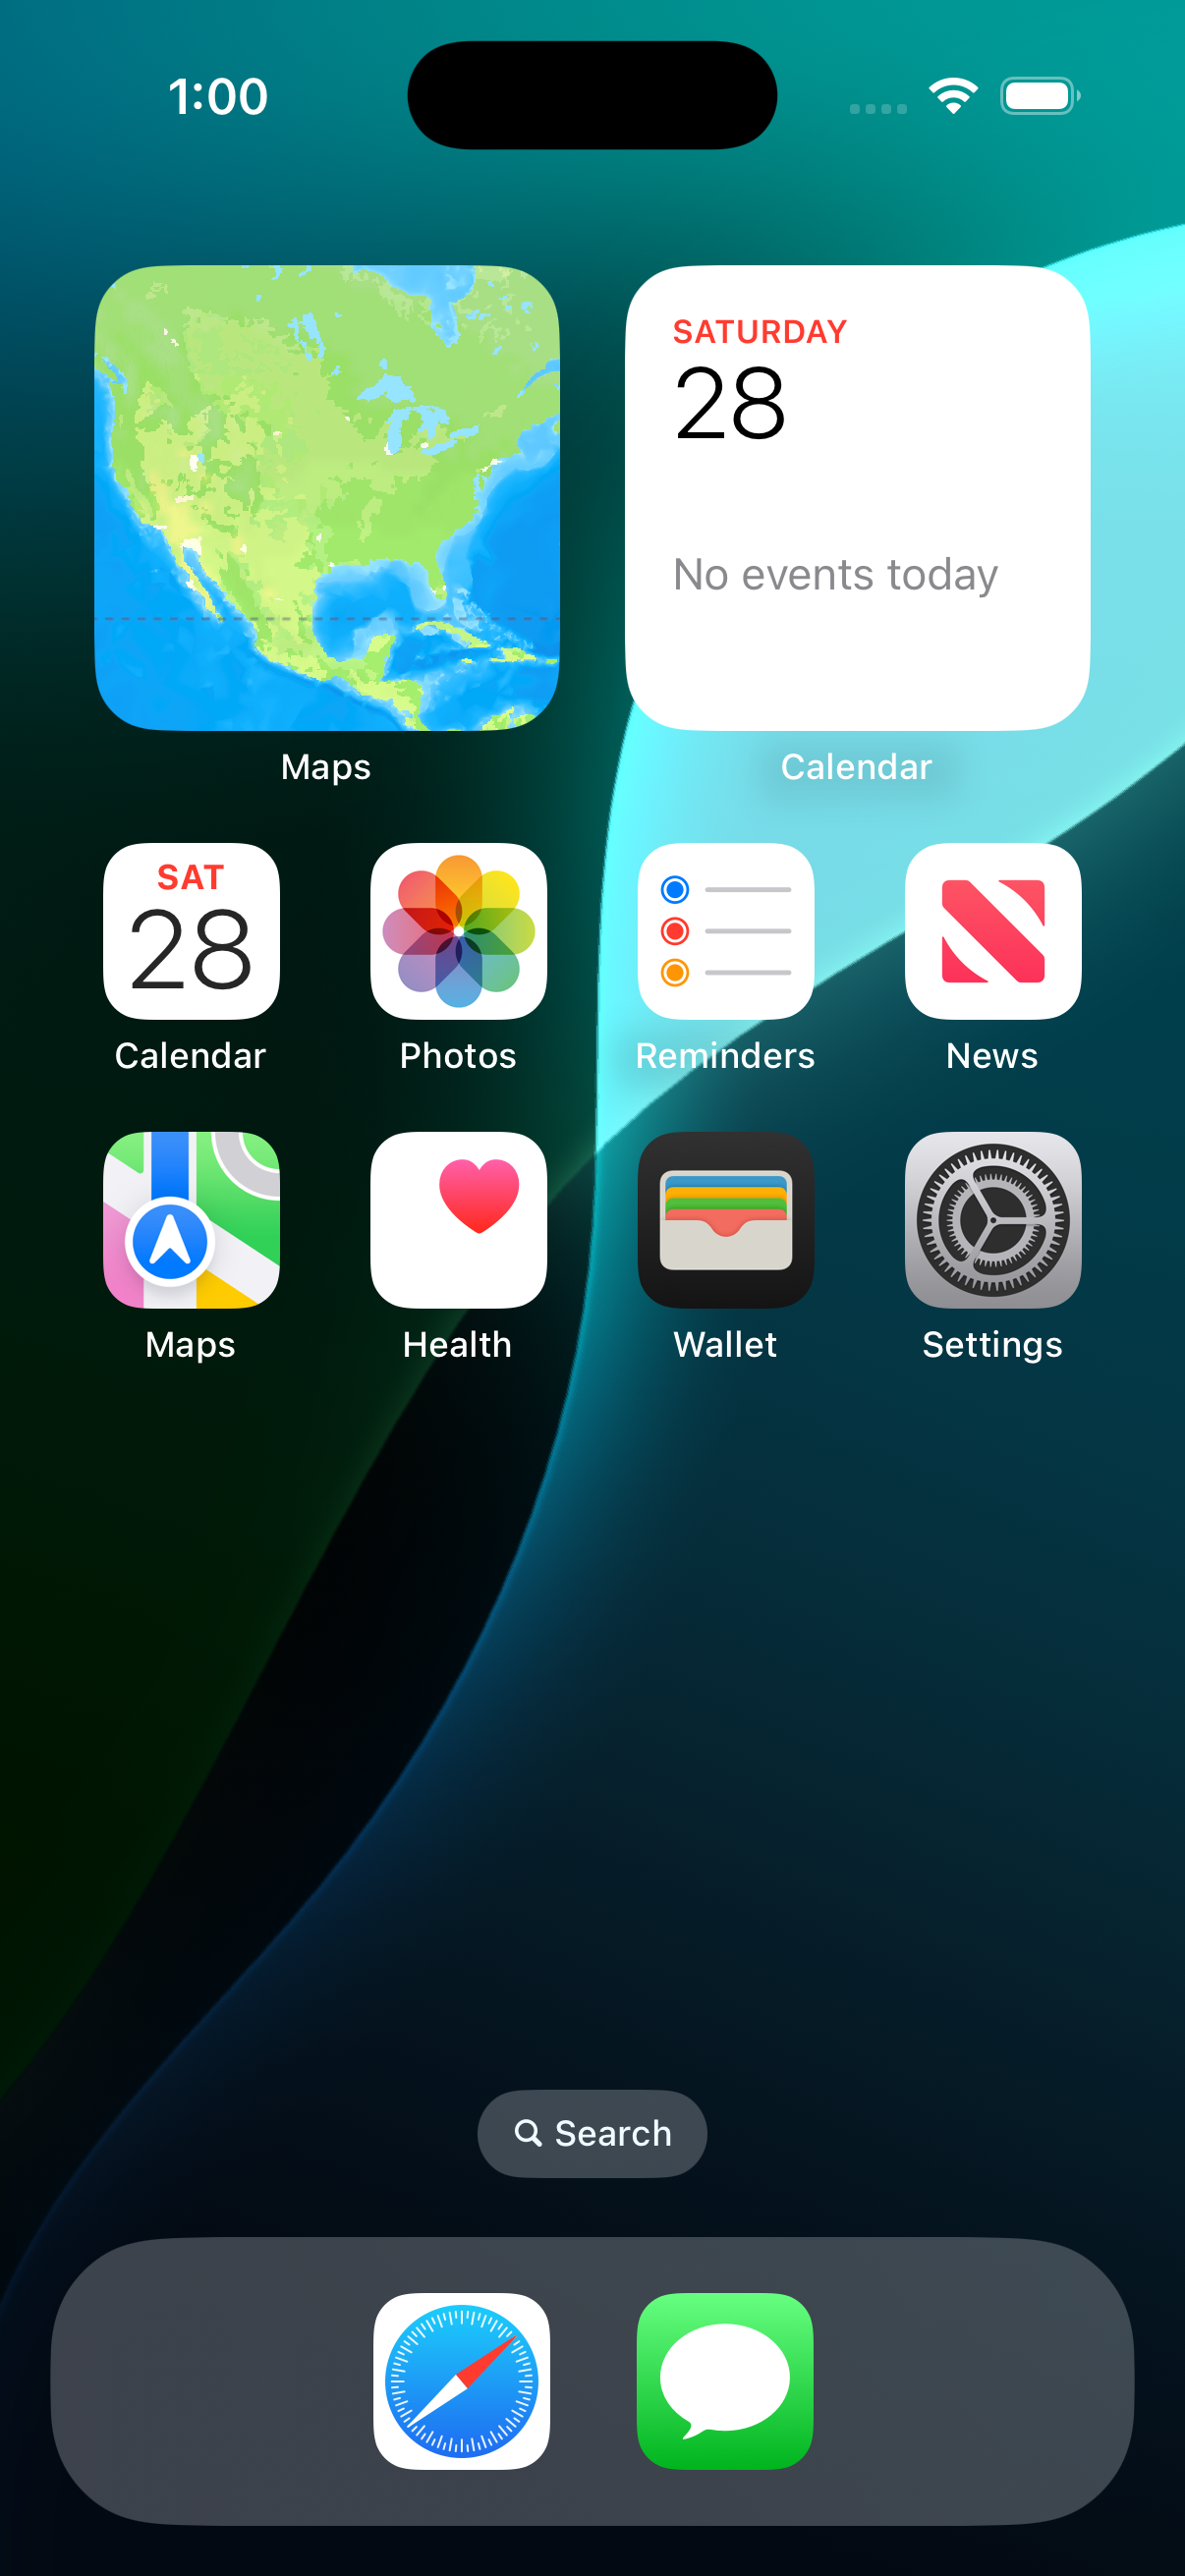 1:00
SATURDAY
28
No events today
Maps
Calendar
SAT
28
Calendar
Photos
Reminders
News
Maps
Health
Wallet
Settings
Search